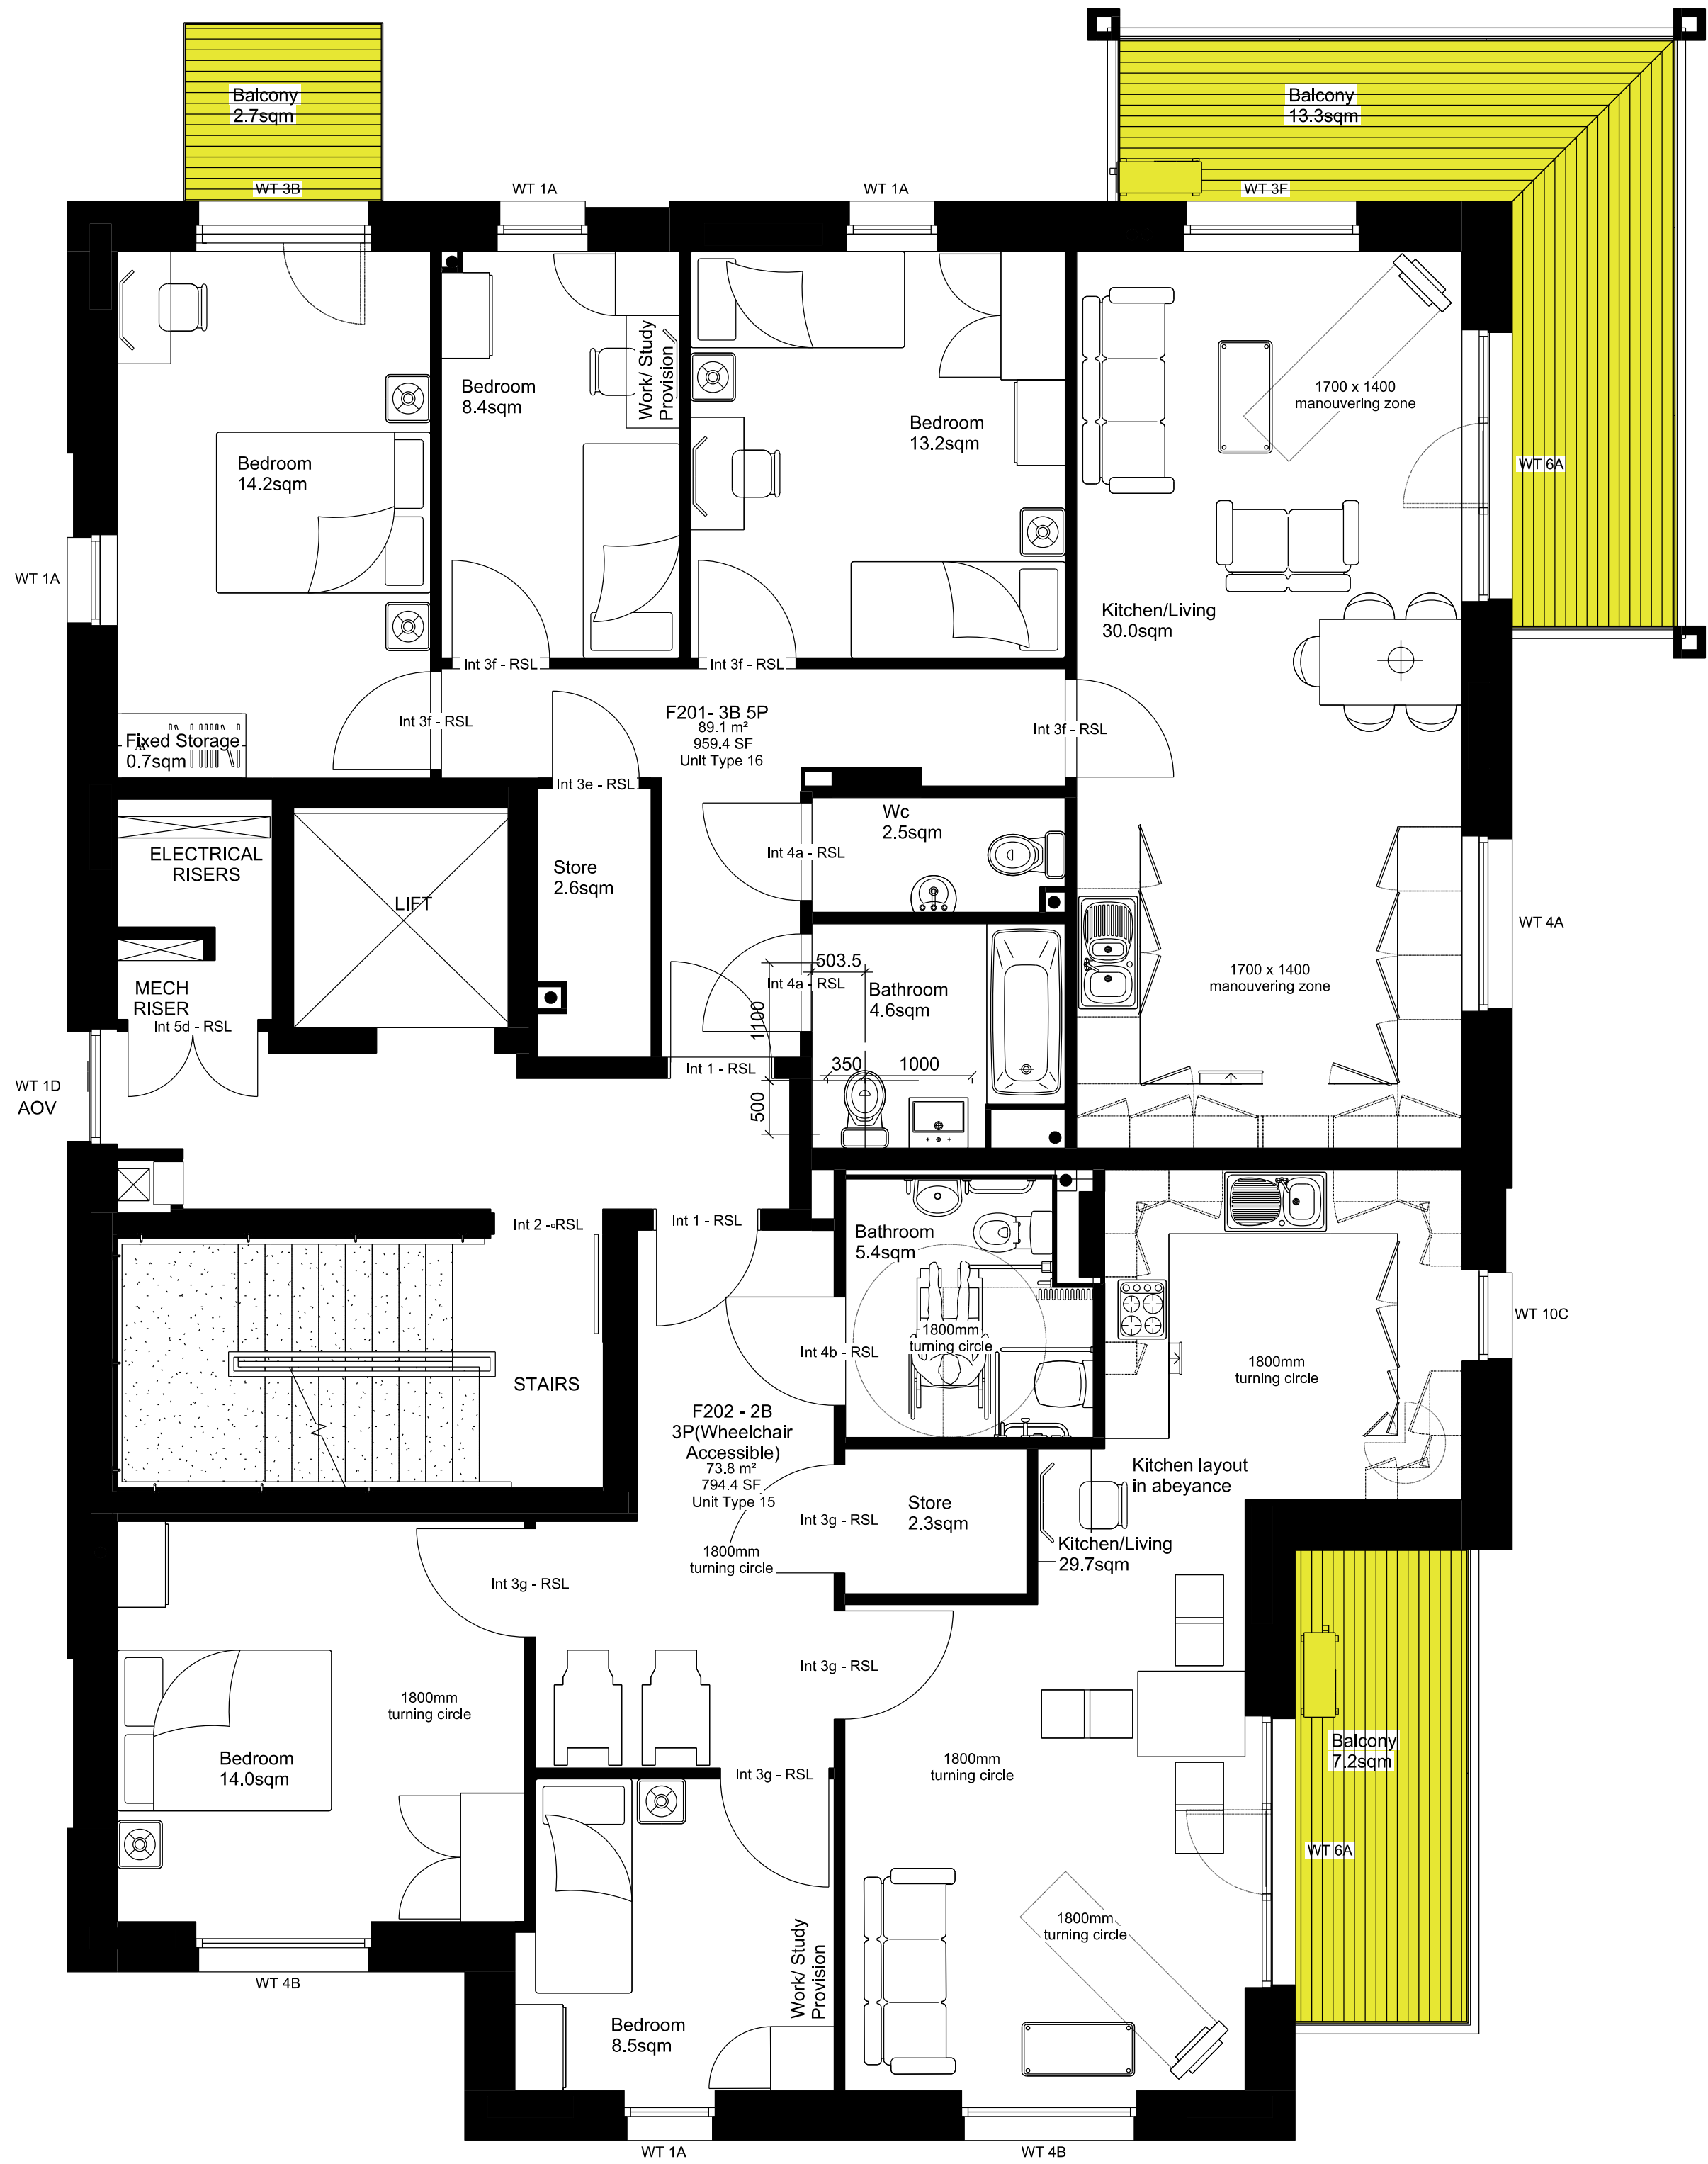 Balcony
2.7sqm
Balcony
13.3sqm
WT 3B
WT 1A
WT 1A
WT 3F
Work/ Study
Provision
Bedroom
8.4sqm
1700 x 1400
manouvering zone
Bedroom
13.2sqm
Bedroom
14.2sqm
WT 6A
WT 1A
Kitchen/Living
30.0sqm
Int 3f - RSL
Int 3f - RSL
Int 3f - RSL
F201- 3B 5P
89.1 m²
959.4 SF
Unit Type 16
Int 3f - RSL
Fixed Storage
0.7sqm
Int 3e - RSL
Wc
2.5sqm
Int 4a - RSL
ELECTRICAL
RISERS
Store
2.6sqm
LIFT
WT 4A
503.5
1700 x 1400
manouvering zone
Int 4a - RSL
Bathroom
4.6sqm
MECH
RISER
Int 5d - RSL
1100
Int 1 - RSL
350
1000
WT 1D
AOV
500
Int 2 - RSL
Int 1 - RSL
Bathroom
5.4sqm
WT 10C
1800mm
turning circle
Int 4b - RSL
1800mm
turning circle
STAIRS
F202 - 2B
3P(Wheelchair
Accessible)
73.8 m²
794.4 SF
Unit Type 15
Kitchen layout
in abeyance
Store
2.3sqm
Int 3g - RSL
Kitchen/Living
29.7sqm
1800mm
turning circle
Int 3g - RSL
Int 3g - RSL
1800mm
turning circle
Balcony
7.2sqm
Bedroom
14.0sqm
1800mm
turning circle
Int 3g - RSL
WT 6A
1800mm
turning circle
Work/ Study
Provision
WT 4B
Bedroom
8.5sqm
WT 1A
WT 4B